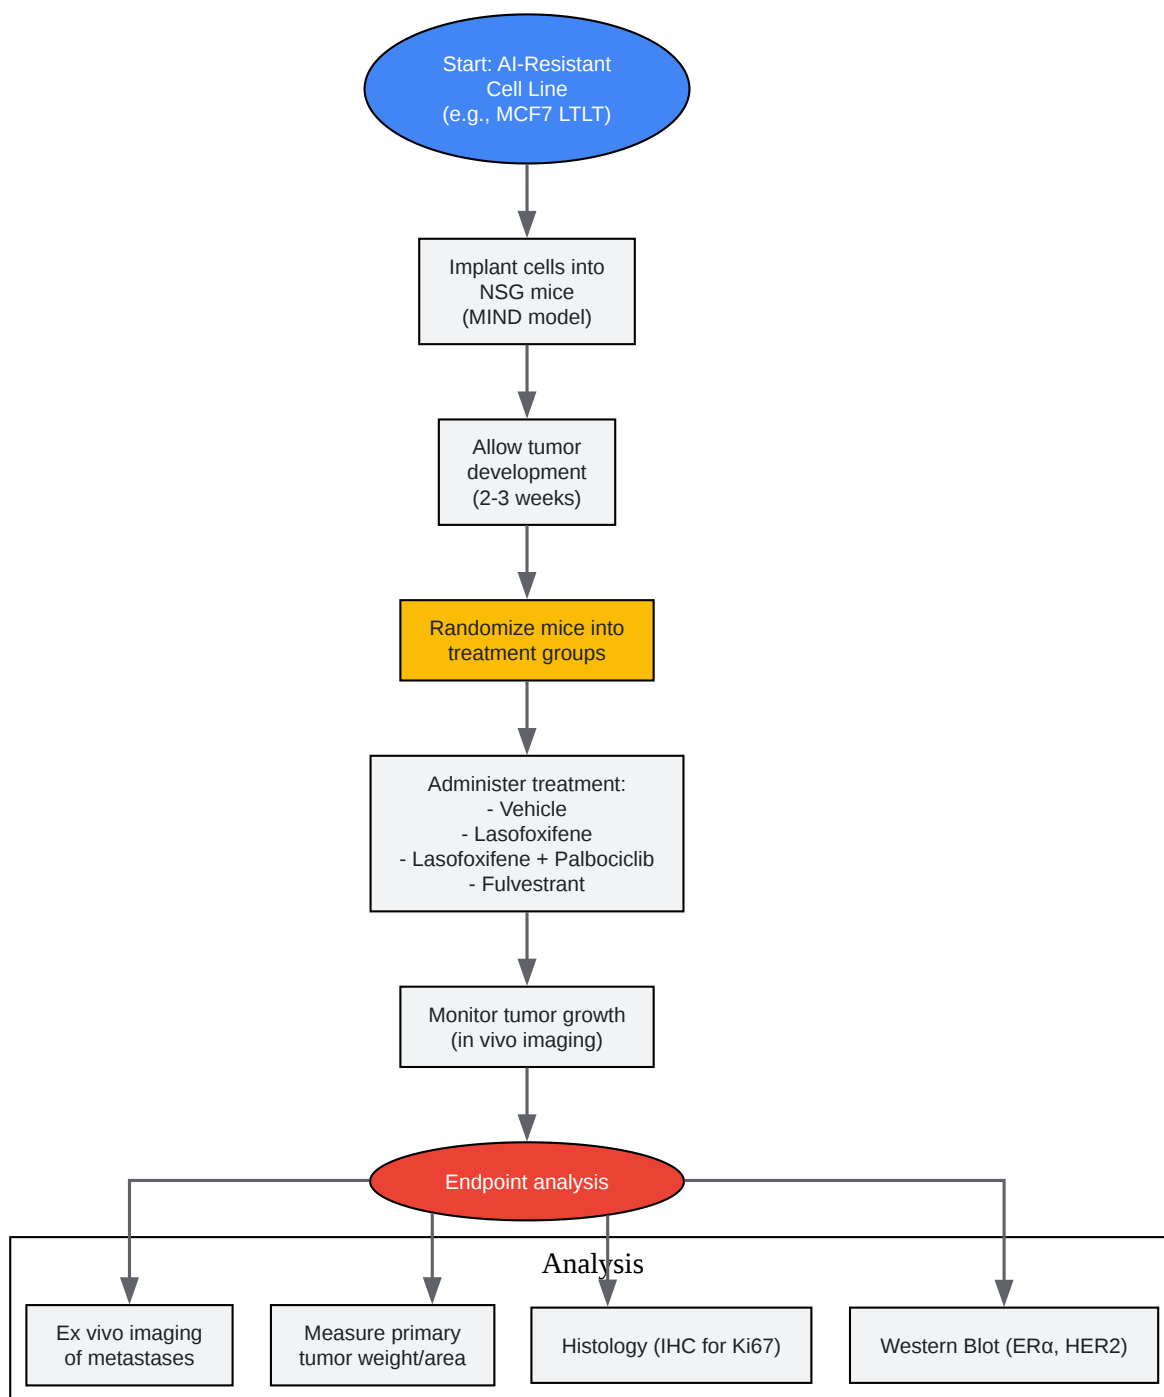 Start: AI-Resistant
Cell Line
(e.g., MCF7 LTLT)
Implant cells into
NSG mice
(MIND model)
Allow tumor
development
(2-3 weeks)
Randomize mice into
treatment groups
Administer treatment:
- Vehicle
- Lasofoxifene
- Lasofoxifene + Palbociclib
- Fulvestrant
Monitor tumor growth
(in vivo imaging)
Endpoint analysis
Analysis
Ex vivo imaging
of metastases
Measure primary
tumor weight/area
Histology (IHC for Ki67)
Western Blot (ERα, HER2)